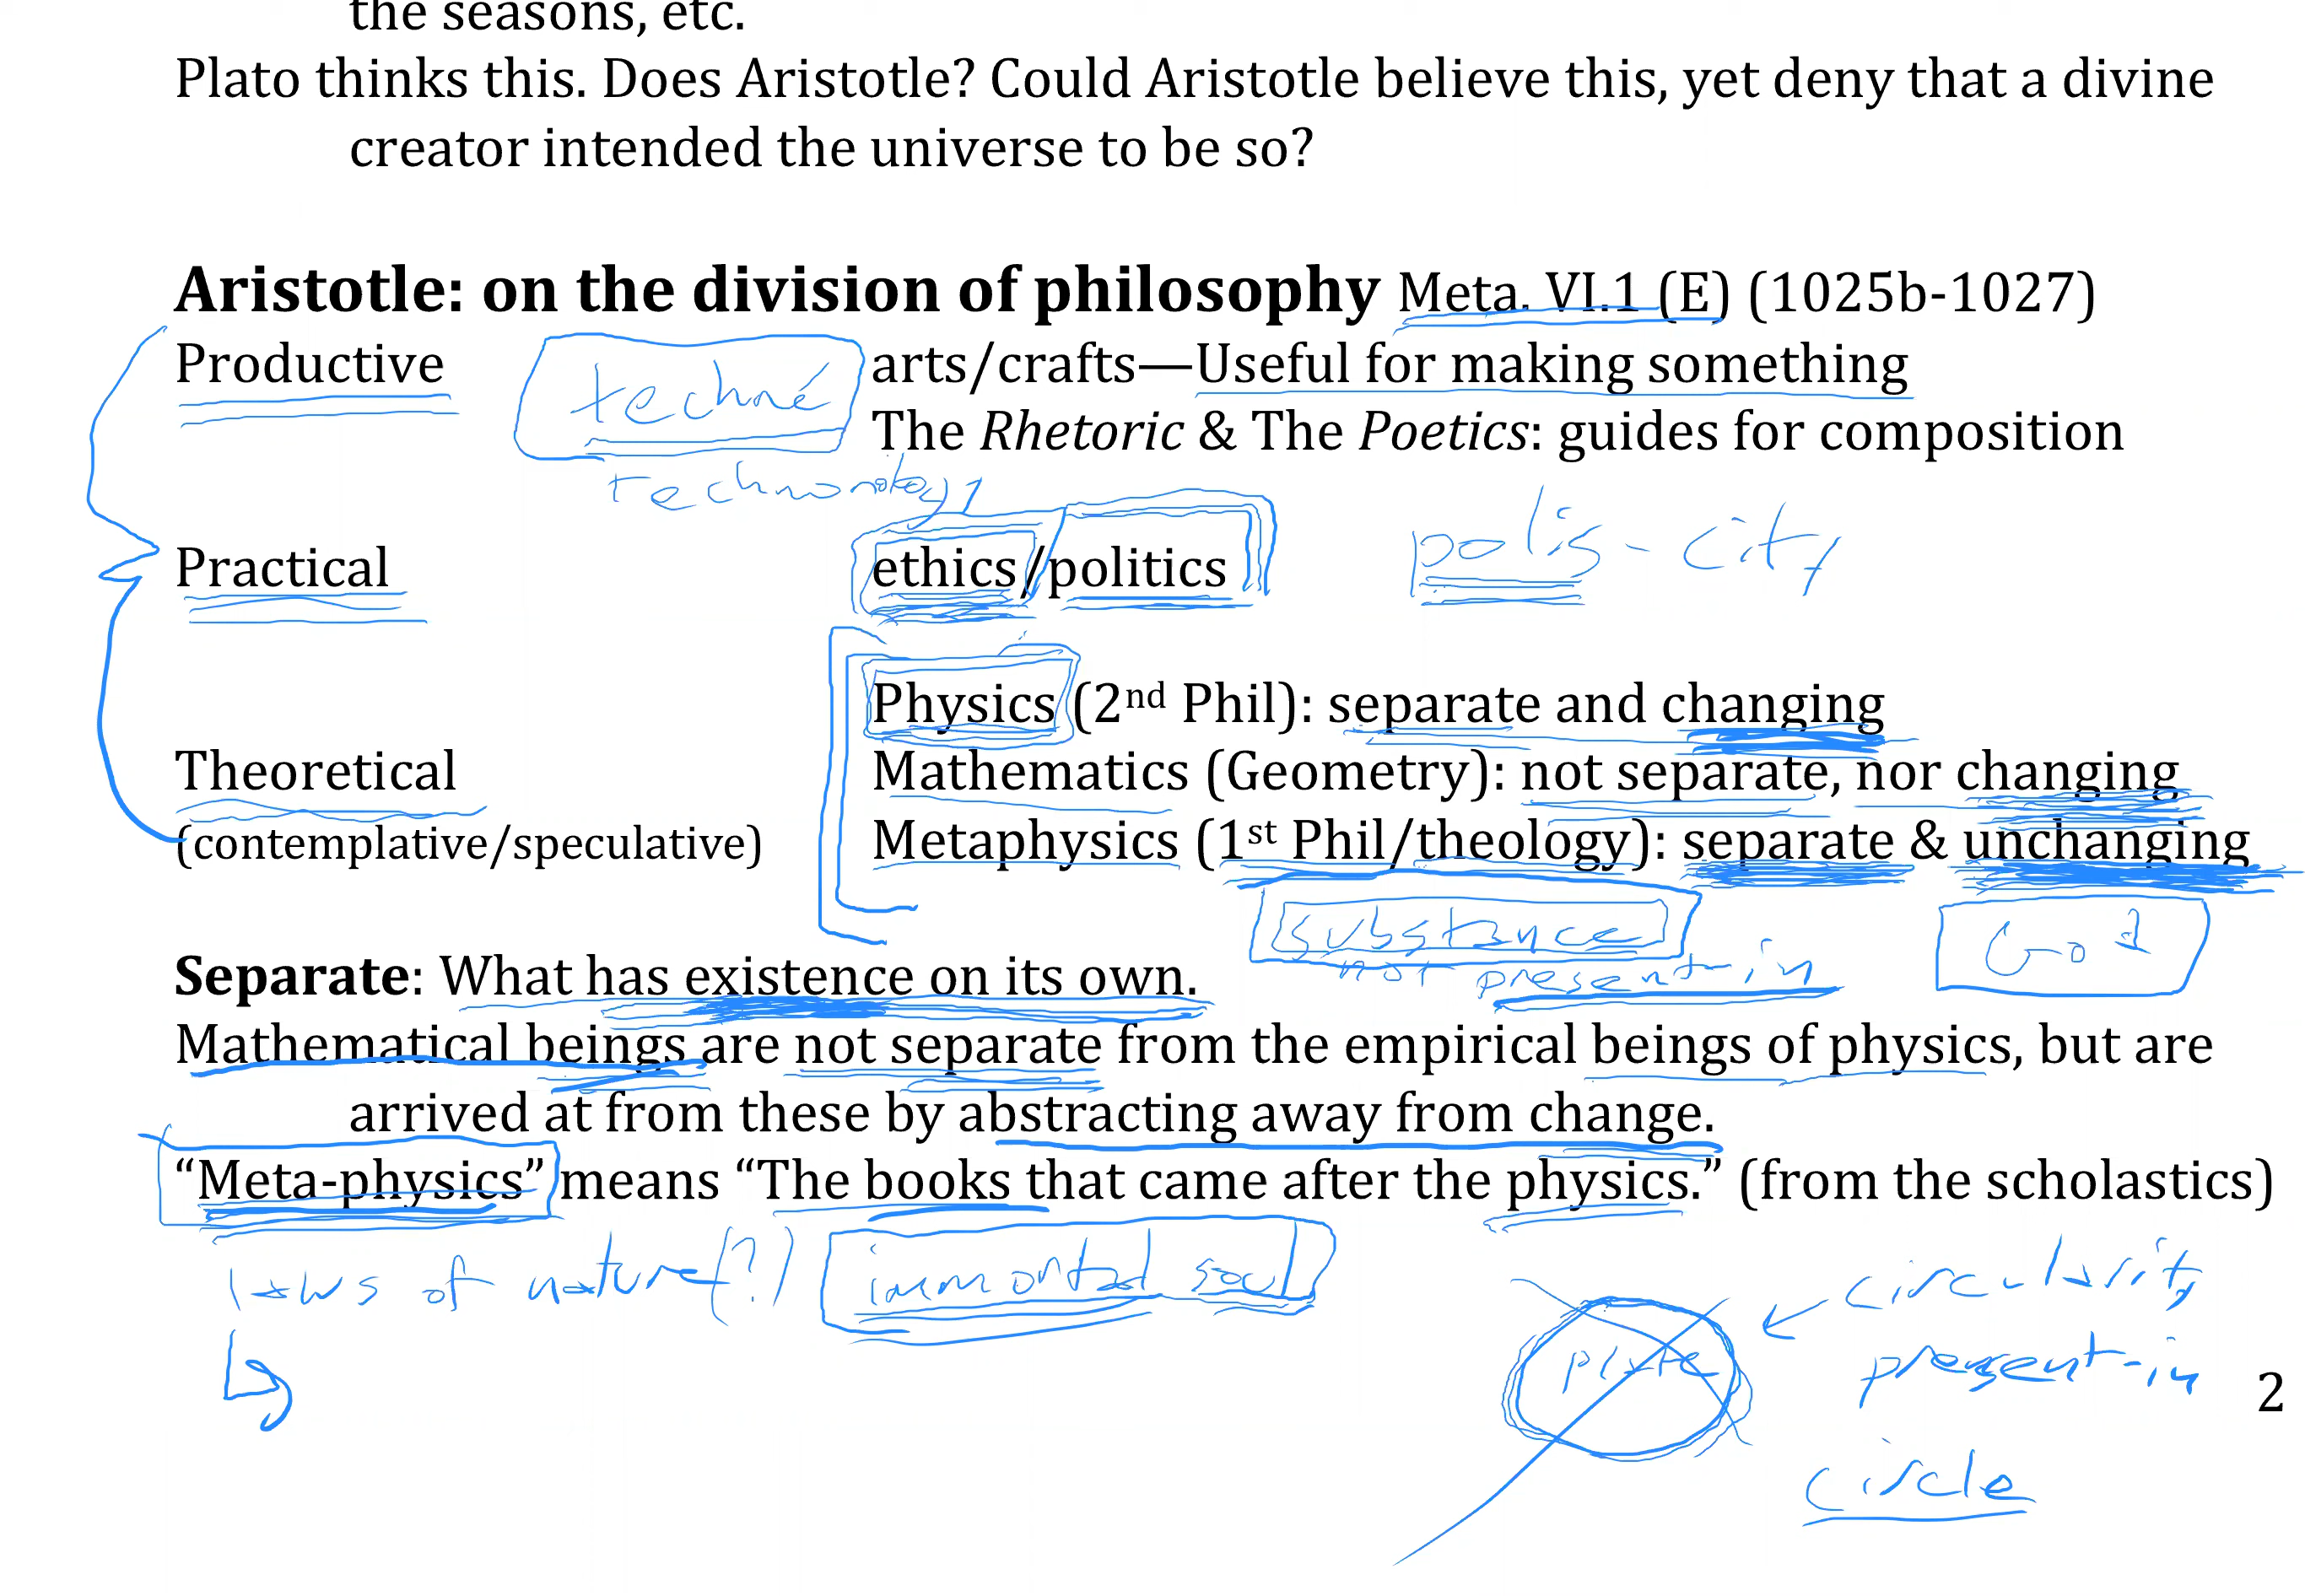 the seasons, etc.
Plato thinks this. Does Aristotle? Could Aristotle believe this, yet deny that a divine
creator intended the universe to be so?
Aristotle: on the division of philosophy Meta. VI.1 (E) (1025b-1027)
Productive techné arts/crafts—Useful for making something
The Rhetoric & The Poetics: guides for composition
technology
Practical ethics/politics polis - city
Physics (2nd Phil): separate and changing
Theoretical Mathematics (Geometry): not separate, nor changing
(contemplative/speculative) Metaphysics (1st Phil/theology): separate & unchanging
substance God
not present-in
Separate: What has existence on its own.
Mathematical beings are not separate from the empirical beings of physics, but are
arrived at from these by abstracting away from change.
“Meta-physics” means “The books that came after the physics.” (from the scholastics)
laws of nature(?) immortal soul circularity
plate present-in
2
circle